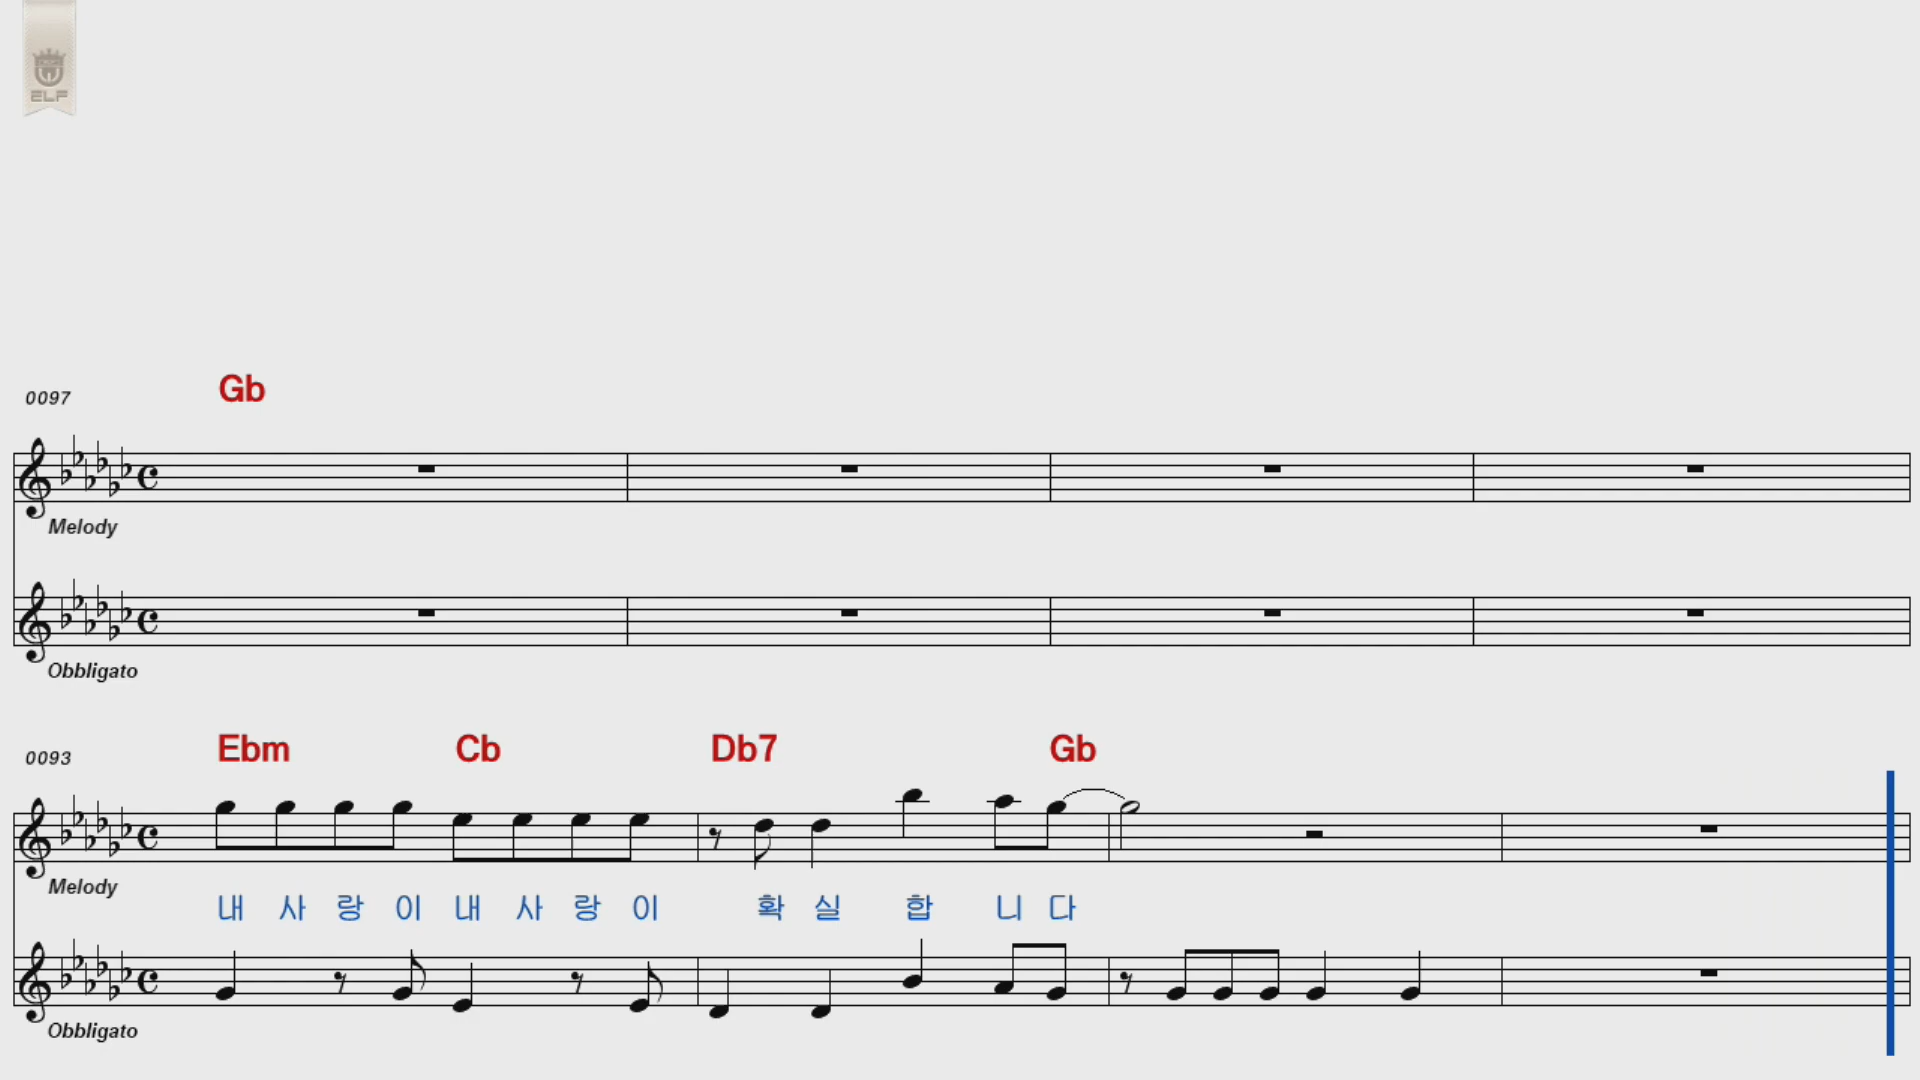 ELF
0097 Gb
Melody
Obbligato
0093 Ebm Cb Db7 Gb
Melody
내 사 랑 이 내 사 랑 이 확 실 합 니 다
Obbligato